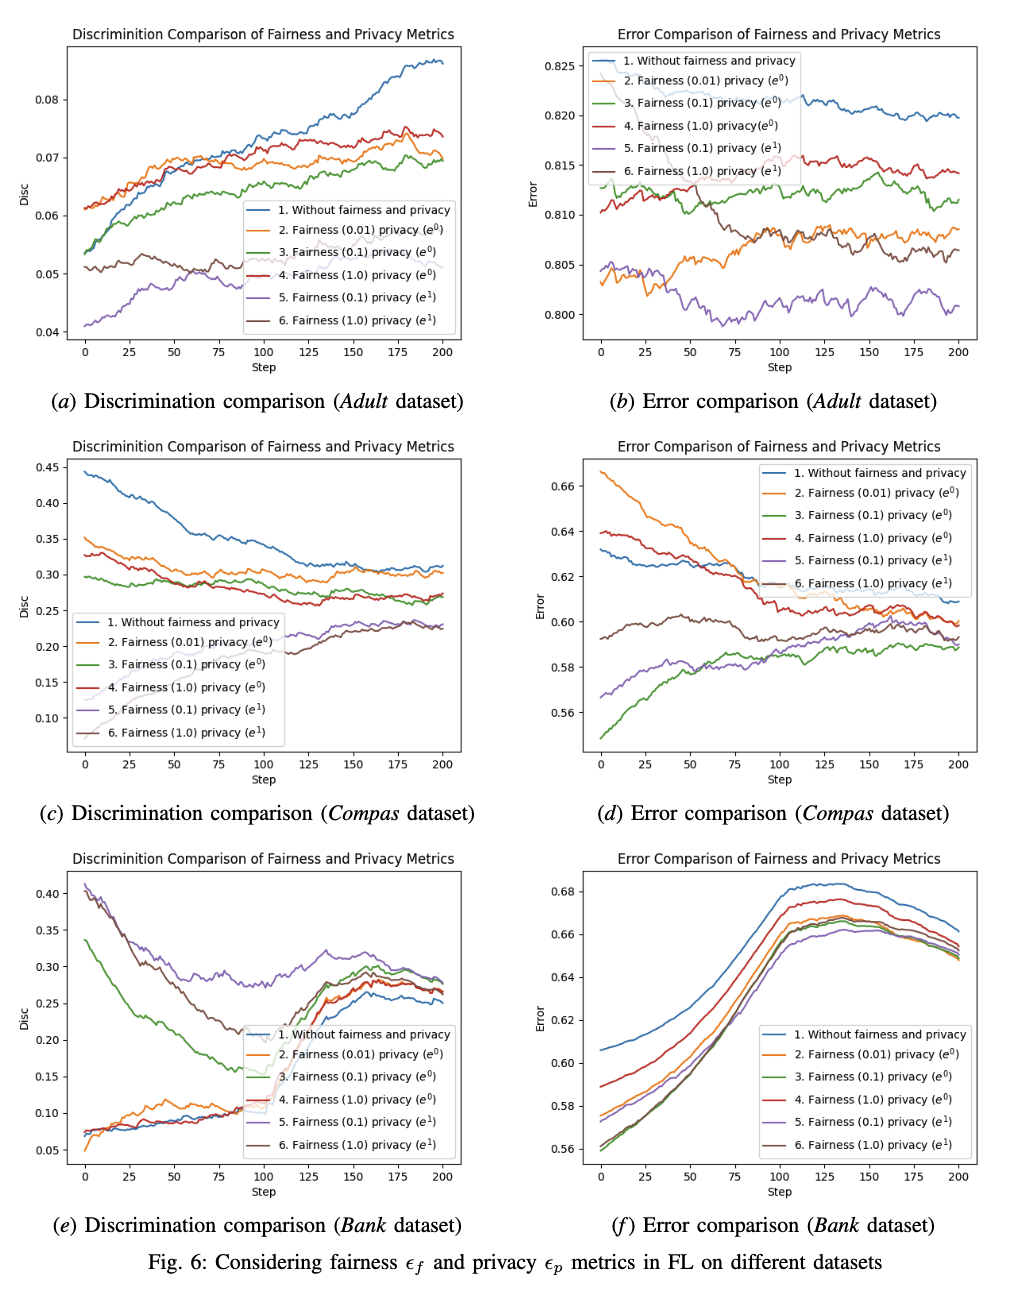 Discriminition Comparison of Fairness and Privacy Metrics
Disc
0.08
0.07
0.06
0.05
0.04
1. Without fairness and privacy
2. Fairness (0.01) privacy (e⁰)
3. Fairness (0.1) privacy (e⁰)
4. Fairness (1.0) privacy (e⁰)
5. Fairness (0.1) privacy (e¹)
6. Fairness (1.0) privacy (e¹)
0 25 50 75 100 125 150 175 200
Step
(a) Discrimination comparison (Adult dataset)
Error Comparison of Fairness and Privacy Metrics
Error
0.825
0.820
0.815
0.810
0.805
0.800
1. Without fairness and privacy
2. Fairness (0.01) privacy (e⁰)
3. Fairness (0.1) privacy (e⁰)
4. Fairness (1.0) privacy(e⁰)
5. Fairness (0.1) privacy (e¹)
6. Fairness (1.0) privacy (e¹)
0 25 50 75 100 125 150 175 200
Step
(b) Error comparison (Adult dataset)
Discriminition Comparison of Fairness and Privacy Metrics
Disc
0.45
0.40
0.35
0.30
0.25
0.20
0.15
0.10
1. Without fairness and privacy
2. Fairness (0.01) privacy (e⁰)
3. Fairness (0.1) privacy (e⁰)
4. Fairness (1.0) privacy (e⁰)
5. Fairness (0.1) privacy (e¹)
6. Fairness (1.0) privacy (e¹)
0 25 50 75 100 125 150 175 200
Step
(c) Discrimination comparison (Compas dataset)
Error Comparison of Fairness and Privacy Metrics
Error
0.66
0.64
0.62
0.60
0.58
0.56
1. Without fairness and privacy
2. Fairness (0.01) privacy (e⁰)
3. Fairness (0.1) privacy (e⁰)
4. Fairness (1.0) privacy (e⁰)
5. Fairness (0.1) privacy (e¹)
6. Fairness (1.0) privacy (e¹)
0 25 50 75 100 125 150 175 200
Step
(d) Error comparison (Compas dataset)
Discriminition Comparison of Fairness and Privacy Metrics
Disc
0.40
0.35
0.30
0.25
0.20
0.15
0.10
0.05
1. Without fairness and privacy
2. Fairness (0.01) privacy (e⁰)
3. Fairness (0.1) privacy (e⁰)
4. Fairness (1.0) privacy (e⁰)
5. Fairness (0.1) privacy (e¹)
6. Fairness (1.0) privacy (e¹)
0 25 50 75 100 125 150 175 200
Step
(e) Discrimination comparison (Bank dataset)
Error Comparison of Fairness and Privacy Metrics
Error
0.68
0.66
0.64
0.62
0.60
0.58
0.56
1. Without fairness and privacy
2. Fairness (0.01) privacy (e⁰)
3. Fairness (0.1) privacy (e⁰)
4. Fairness (1.0) privacy (e⁰)
5. Fairness (0.1) privacy (e¹)
6. Fairness (1.0) privacy (e¹)
0 25 50 75 100 125 150 175 200
Step
(f) Error comparison (Bank dataset)
Fig. 6: Considering fairness ϵ_f and privacy ϵ_p metrics in FL on different datasets